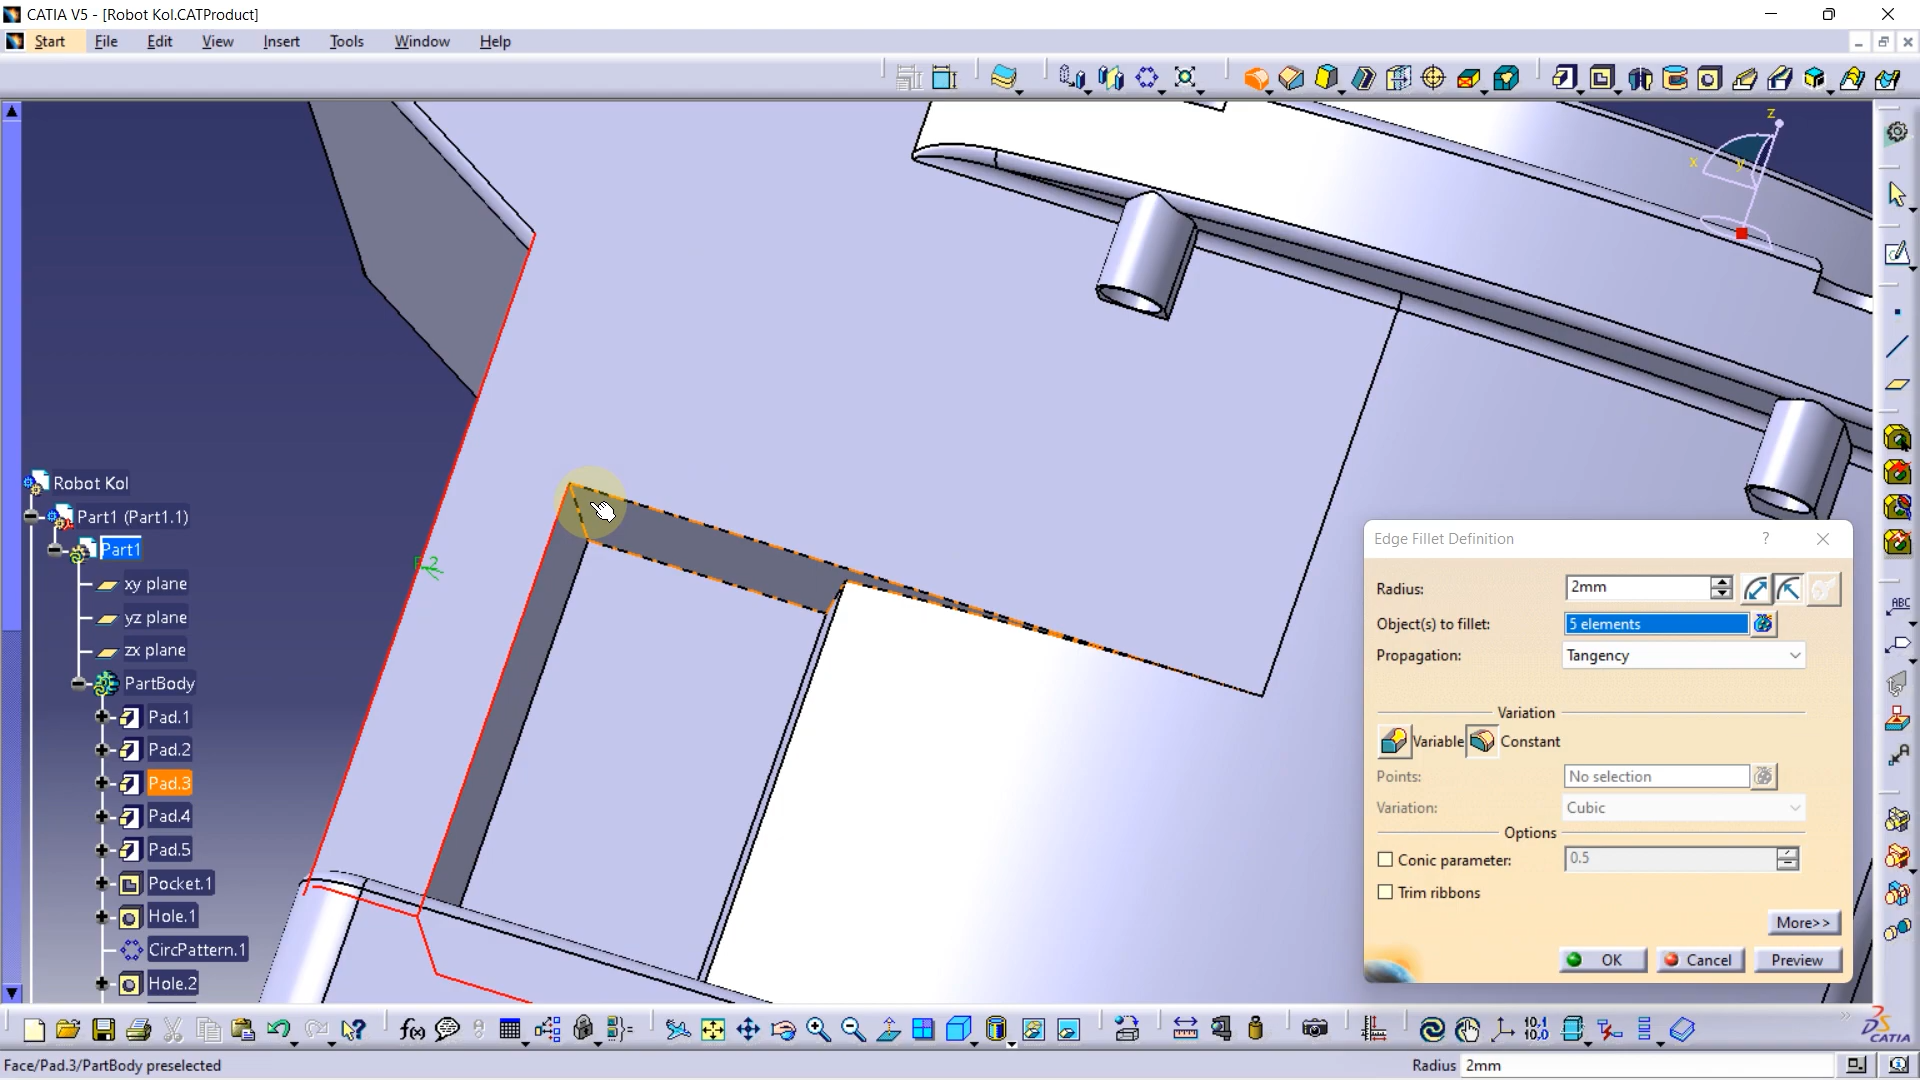 CATIA V5 - [Robot Kol.CATProduct]
Start File Edit View Insert Tools Window Help
z
x
y
Robot Kol
Part1 (Part1.1)
Part1
xy plane
yz plane
zx plane
PartBody
Pad.1
Pad.2
Pad.3
Pad.4
Pad.5
Pocket.1
Hole.1
CircPattern.1
Hole.2
Edge Fillet Definition ?
Radius: 2mm
Object(s) to fillet: 5 elements
Propagation: Tangency
Variation
Variable Constant
Points: No selection
Variation: Cubic
Options
Conic parameter: 0.5
Trim ribbons
More>>
OK Cancel Preview
ABC
f(x)
CATIA
Face/Pad.3/PartBody preselected
Radius 2mm